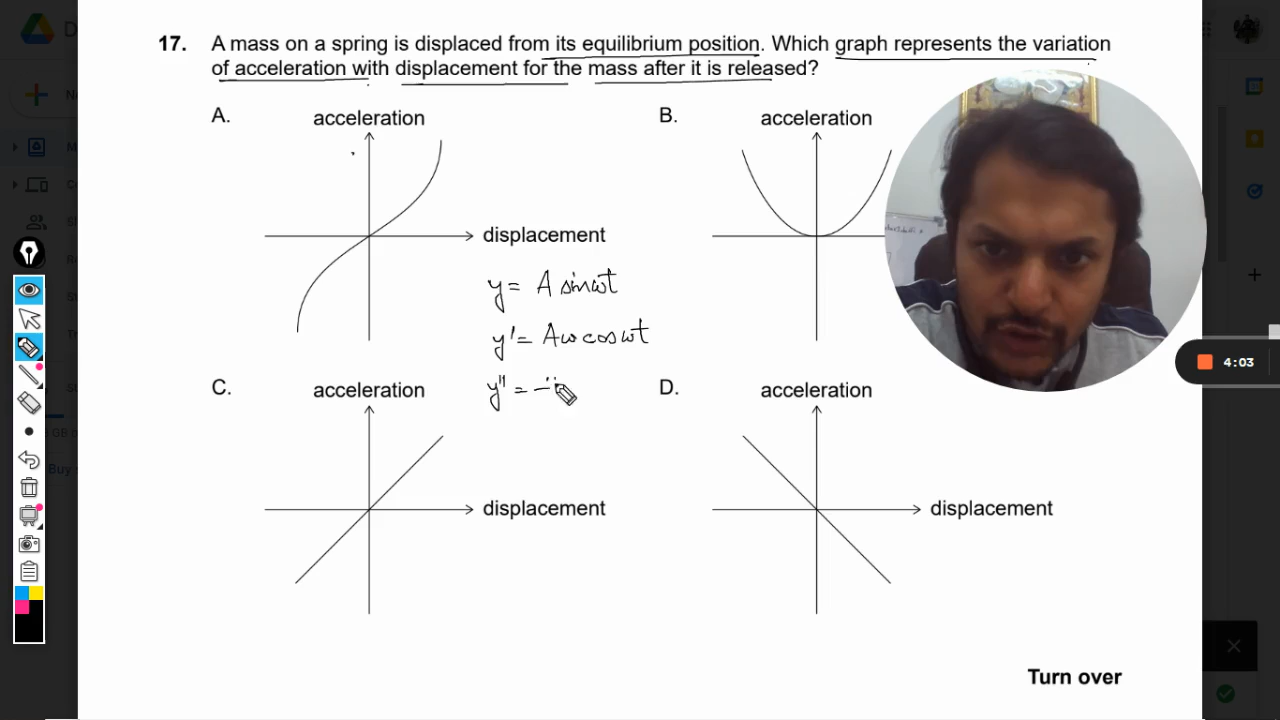 17. A mass on a spring is displaced from its equilibrium position. Which graph represents the variation
of acceleration with displacement for the mass after it is released?
A.
acceleration
displacement
B.
acceleration
y = A sinωt
y' = Aω cosωt
y'' = −
C.
acceleration
displacement
D.
acceleration
displacement
Turn over
4:03